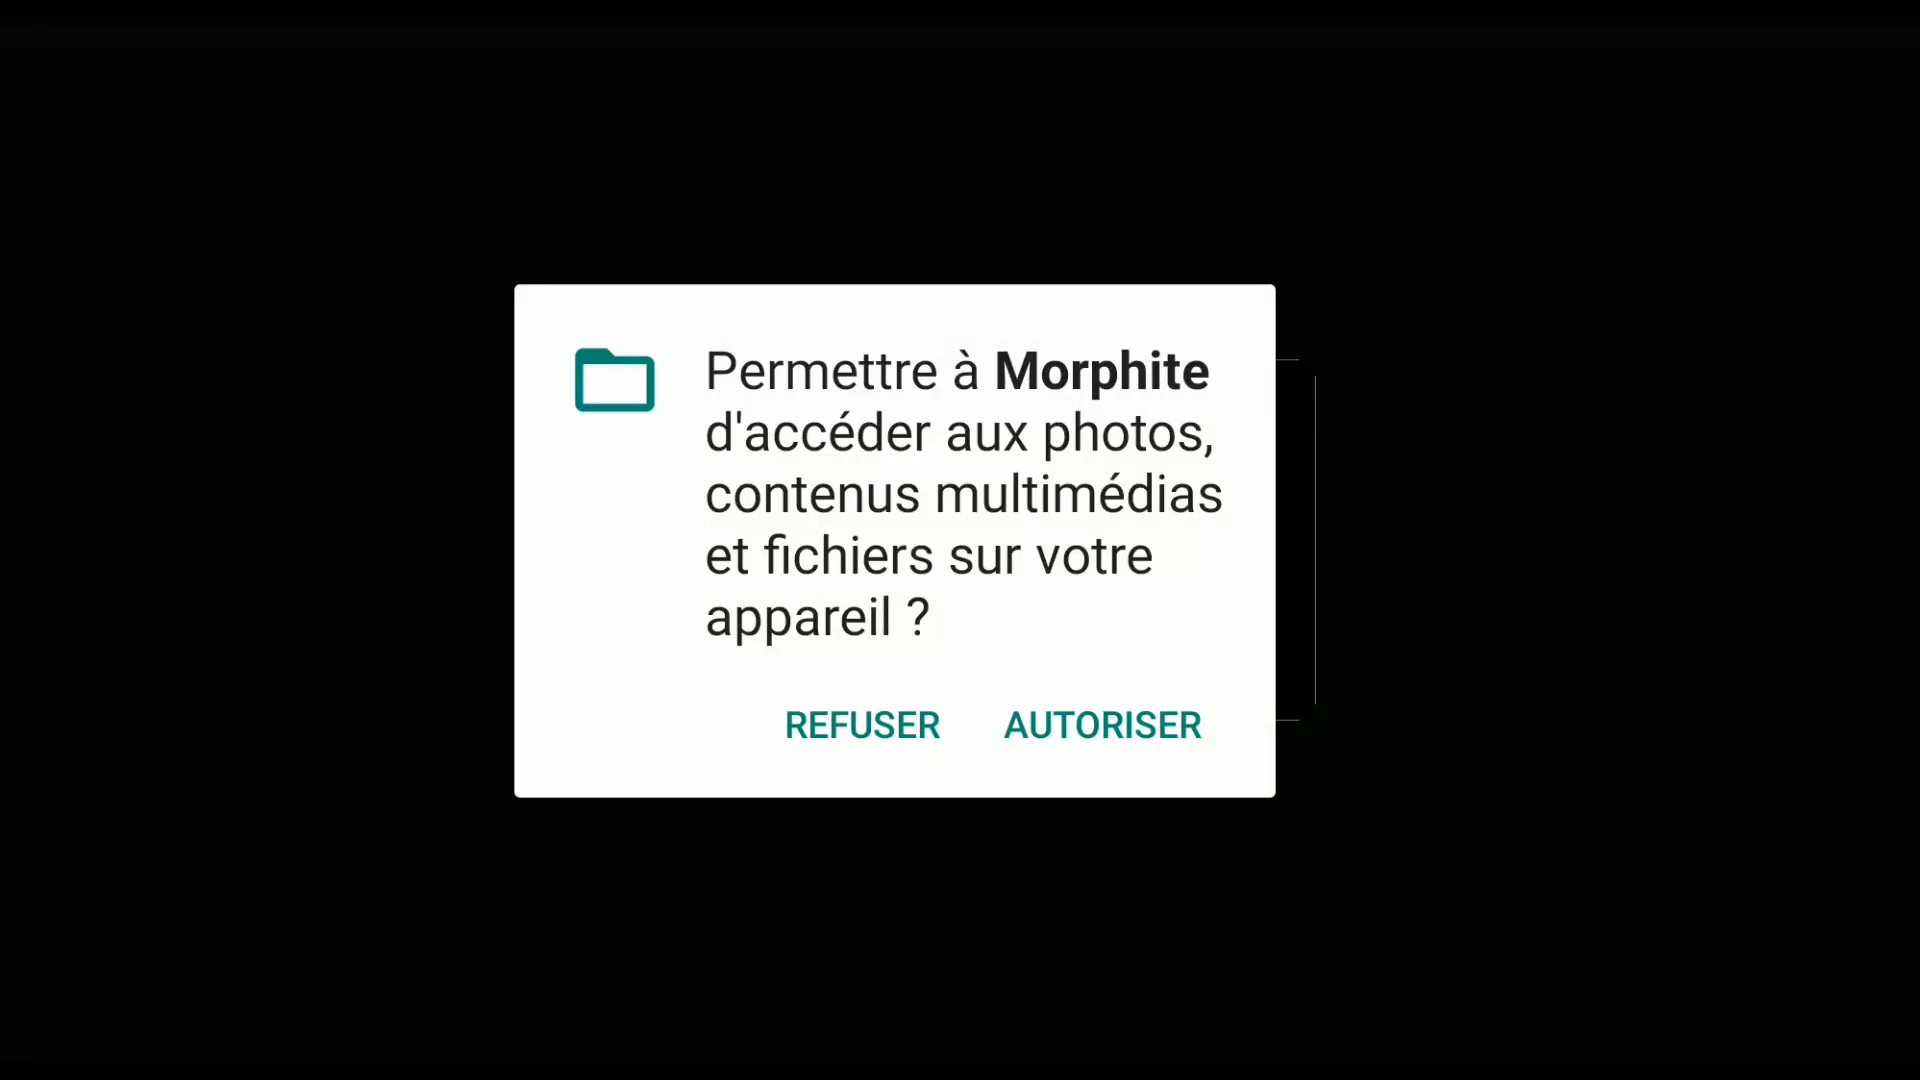 Permettre à Morphite
d'accéder aux photos,
contenus multimédias
et fichiers sur votre
appareil ?
REFUSER AUTORISER